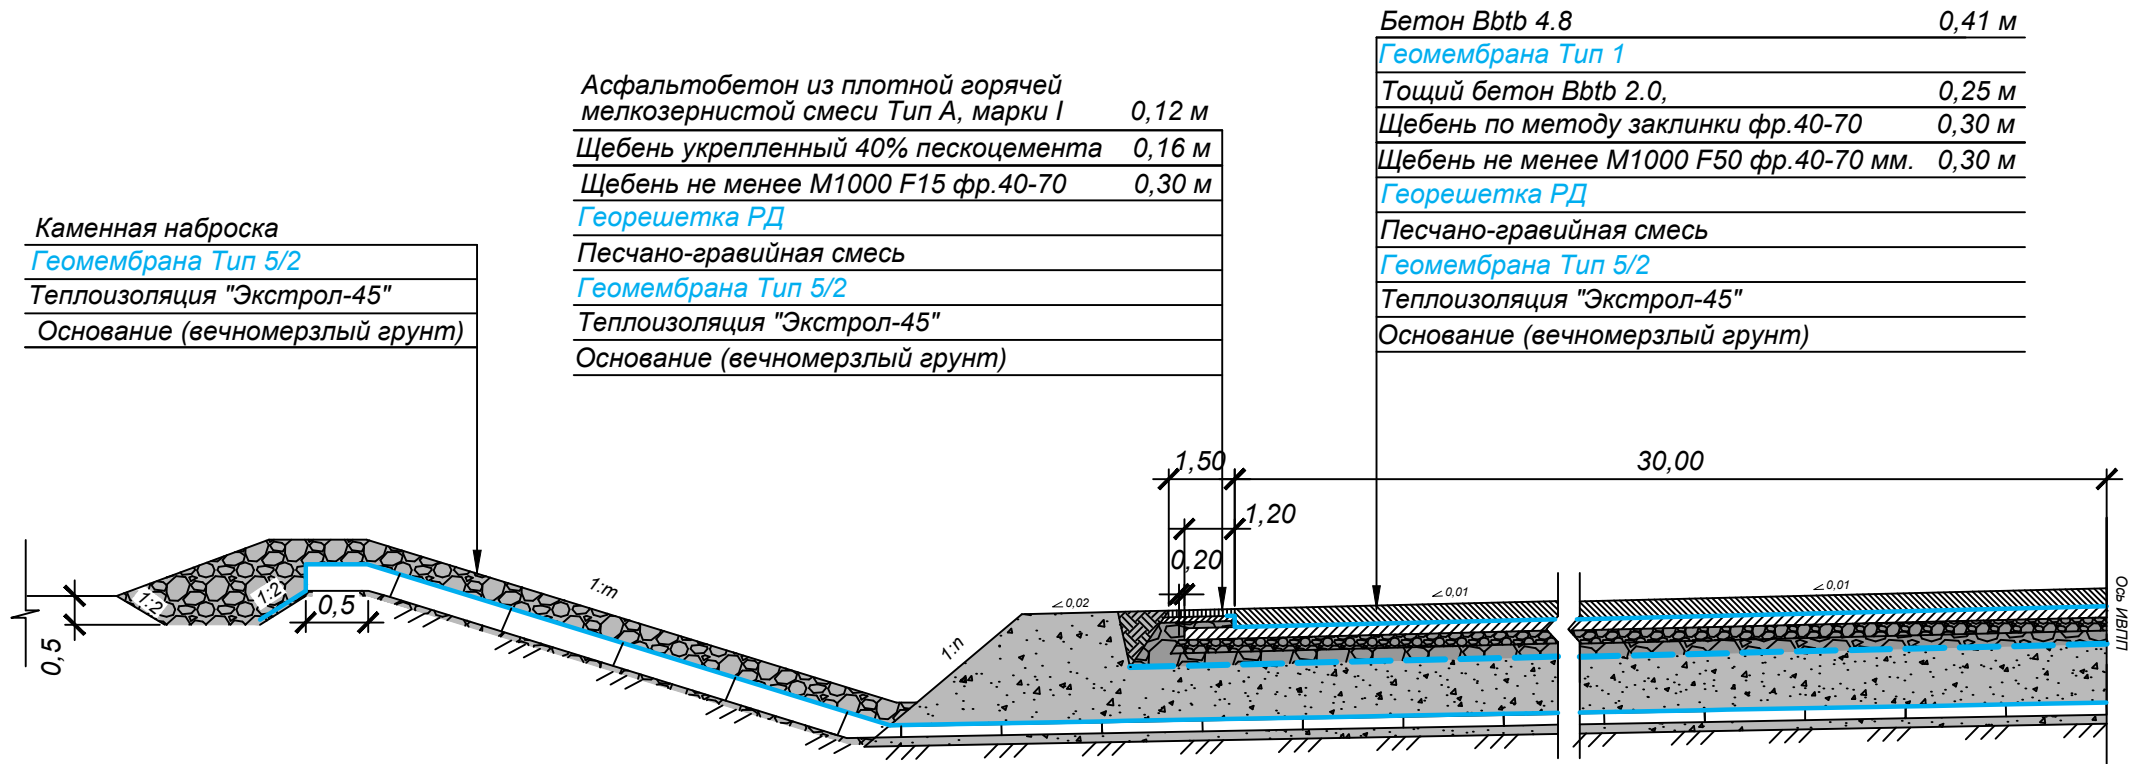 Каменная наброска
Геомембрана Тип 5/2
Теплоизоляция "Экстрол-45"
Основание (вечномерзлый грунт)
Асфальтобетон из плотной горячей
мелкозернистой смеси Тип А, марки I 0,12 м
Щебень укрепленный 40% пескоцемента 0,16 м
Щебень не менее М1000 F15 фр.40-70 0,30 м
Георешетка РД
Песчано-гравийная смесь
Геомембрана Тип 5/2
Теплоизоляция "Экстрол-45"
Основание (вечномерзлый грунт)
Бетон Bbtb 4.8 0,41 м
Геомембрана Тип 1
Тощий бетон Bbtb 2.0, 0,25 м
Щебень по методу заклинки фр.40-70 0,30 м
Щебень не менее М1000 F50 фр.40-70 мм. 0,30 м
Георешетка РД
Песчано-гравийная смесь
Геомембрана Тип 5/2
Теплоизоляция "Экстрол-45"
Основание (вечномерзлый грунт)
1,50
30,00
1,20
0,20
0,5
0,5
1:2
1:2
1:m
1:n
∠ 0,02
∠ 0,01
∠ 0,01
Ось ИВПП